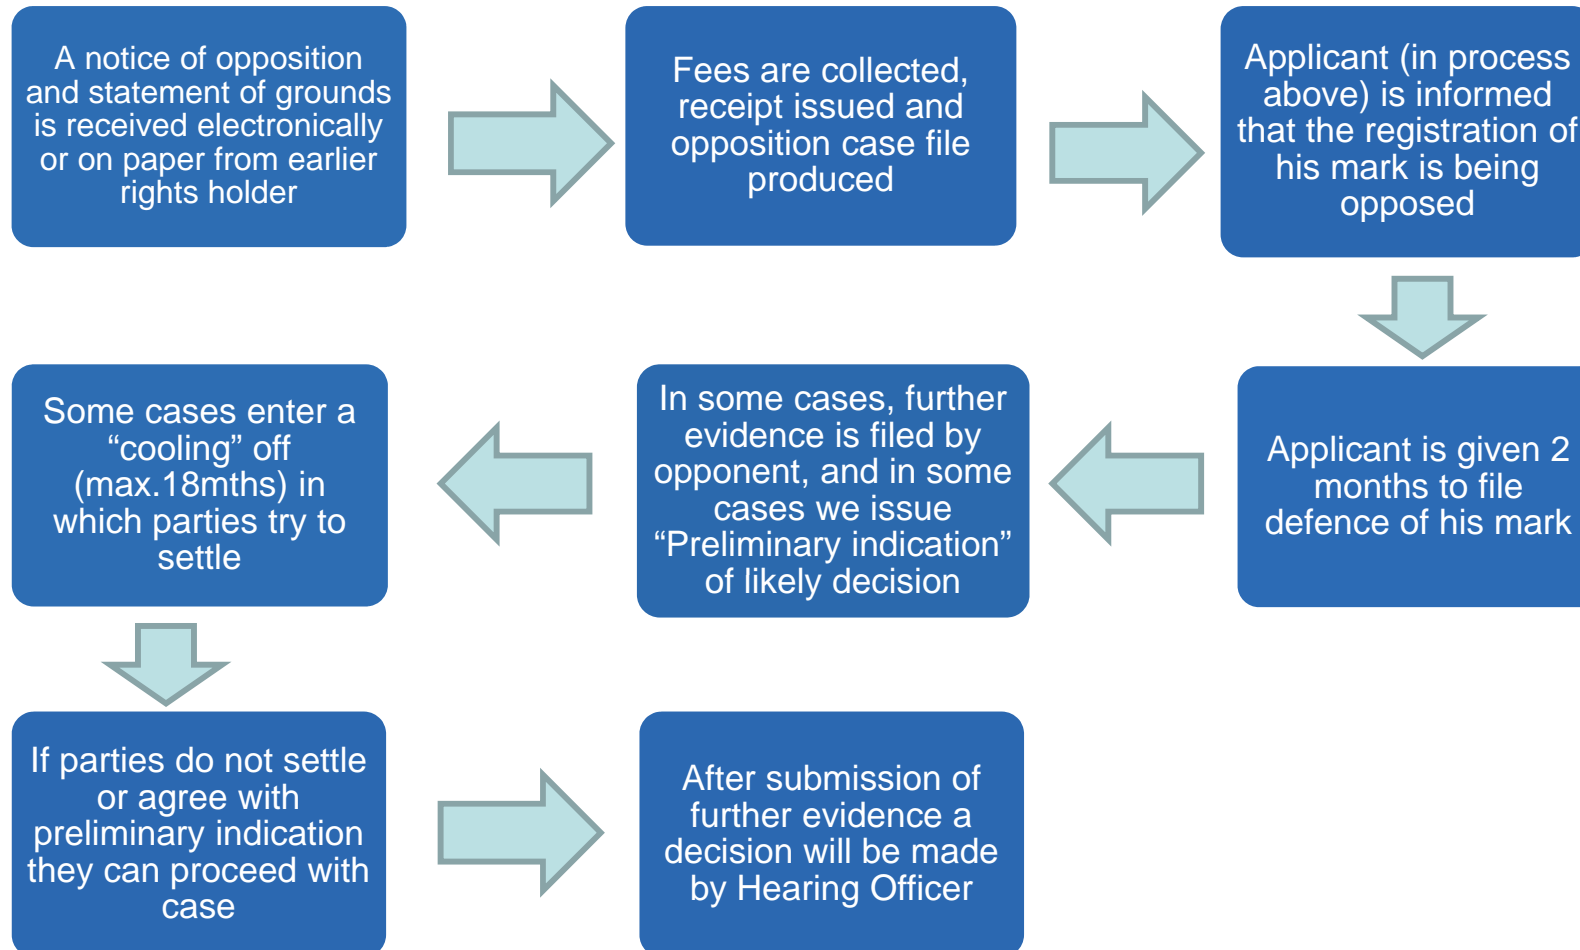 A notice of opposition
and statement of grounds
is received electronically
or on paper from earlier
rights holder
Fees are collected,
receipt issued and
opposition case file
produced
Applicant (in process
above) is informed
that the registration of
his mark is being
opposed
Applicant is given 2
months to file
defence of his mark
In some cases, further
evidence is filed by
opponent, and in some
cases we issue
“Preliminary indication”
of likely decision
Some cases enter a
“cooling” off
(max.18mths) in
which parties try to
settle
If parties do not settle
or agree with
preliminary indication
they can proceed with
case
After submission of
further evidence a
decision will be made
by Hearing Officer